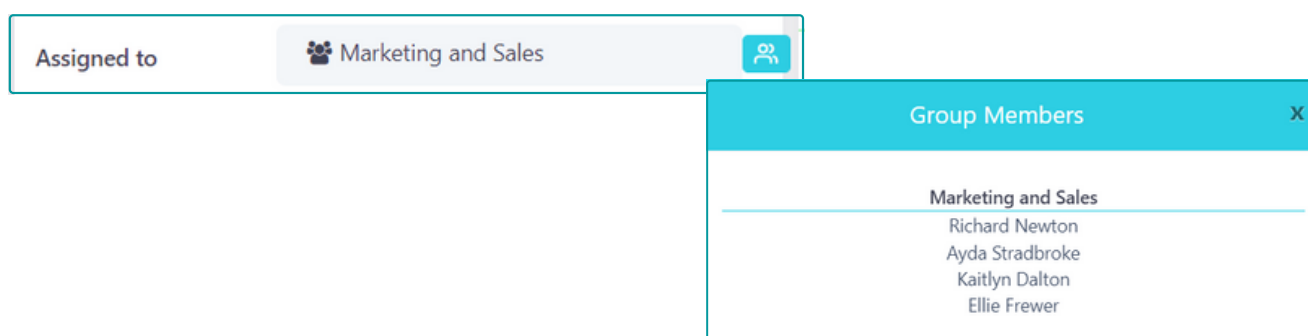 Assigned to
Marketing and Sales
Group Members
X
Marketing and Sales
Richard Newton
Ayda Stradbroke
Kaitlyn Dalton
Ellie Frewer